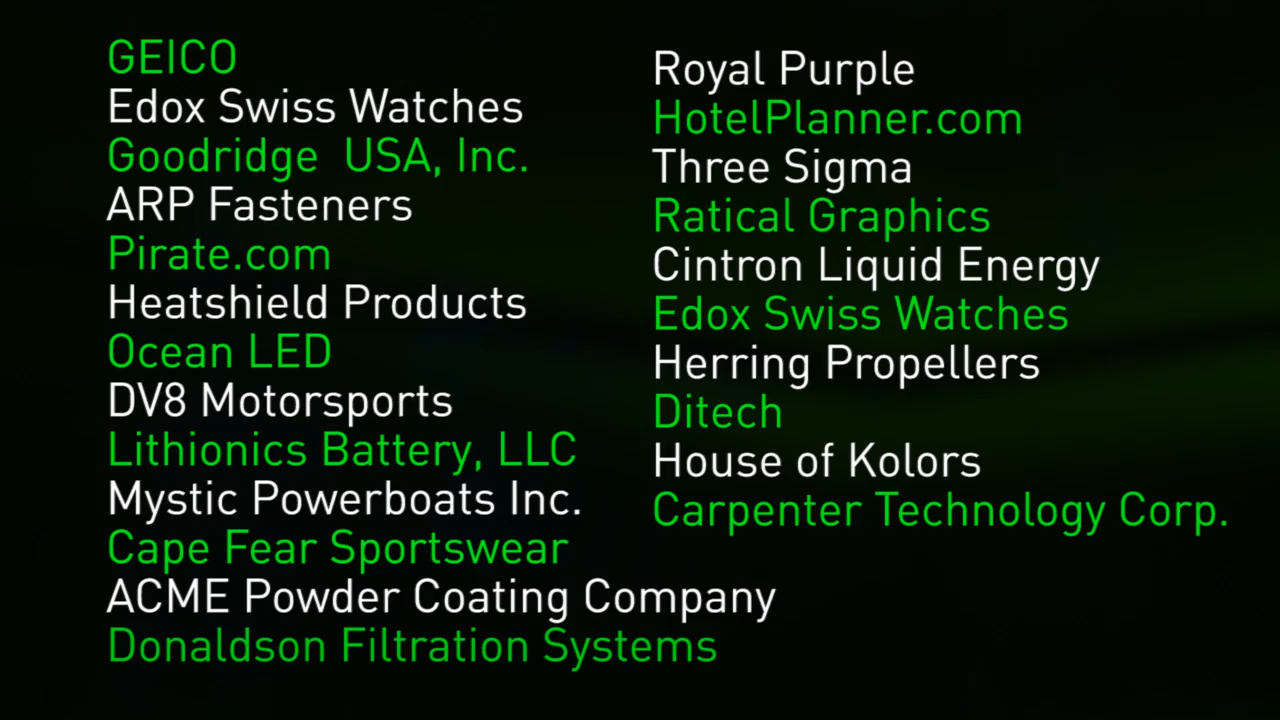 GEICO
Edox Swiss Watches
Goodridge  USA, Inc.
ARP Fasteners
Pirate.com
Heatshield Products
Ocean LED
DV8 Motorsports
Lithionics Battery, LLC
Mystic Powerboats Inc.
Cape Fear Sportswear
ACME Powder Coating Company
Donaldson Filtration Systems
Royal Purple
HotelPlanner.com
Three Sigma
Ratical Graphics
Cintron Liquid Energy
Edox Swiss Watches
Herring Propellers
Ditech
House of Kolors
Carpenter Technology Corp.